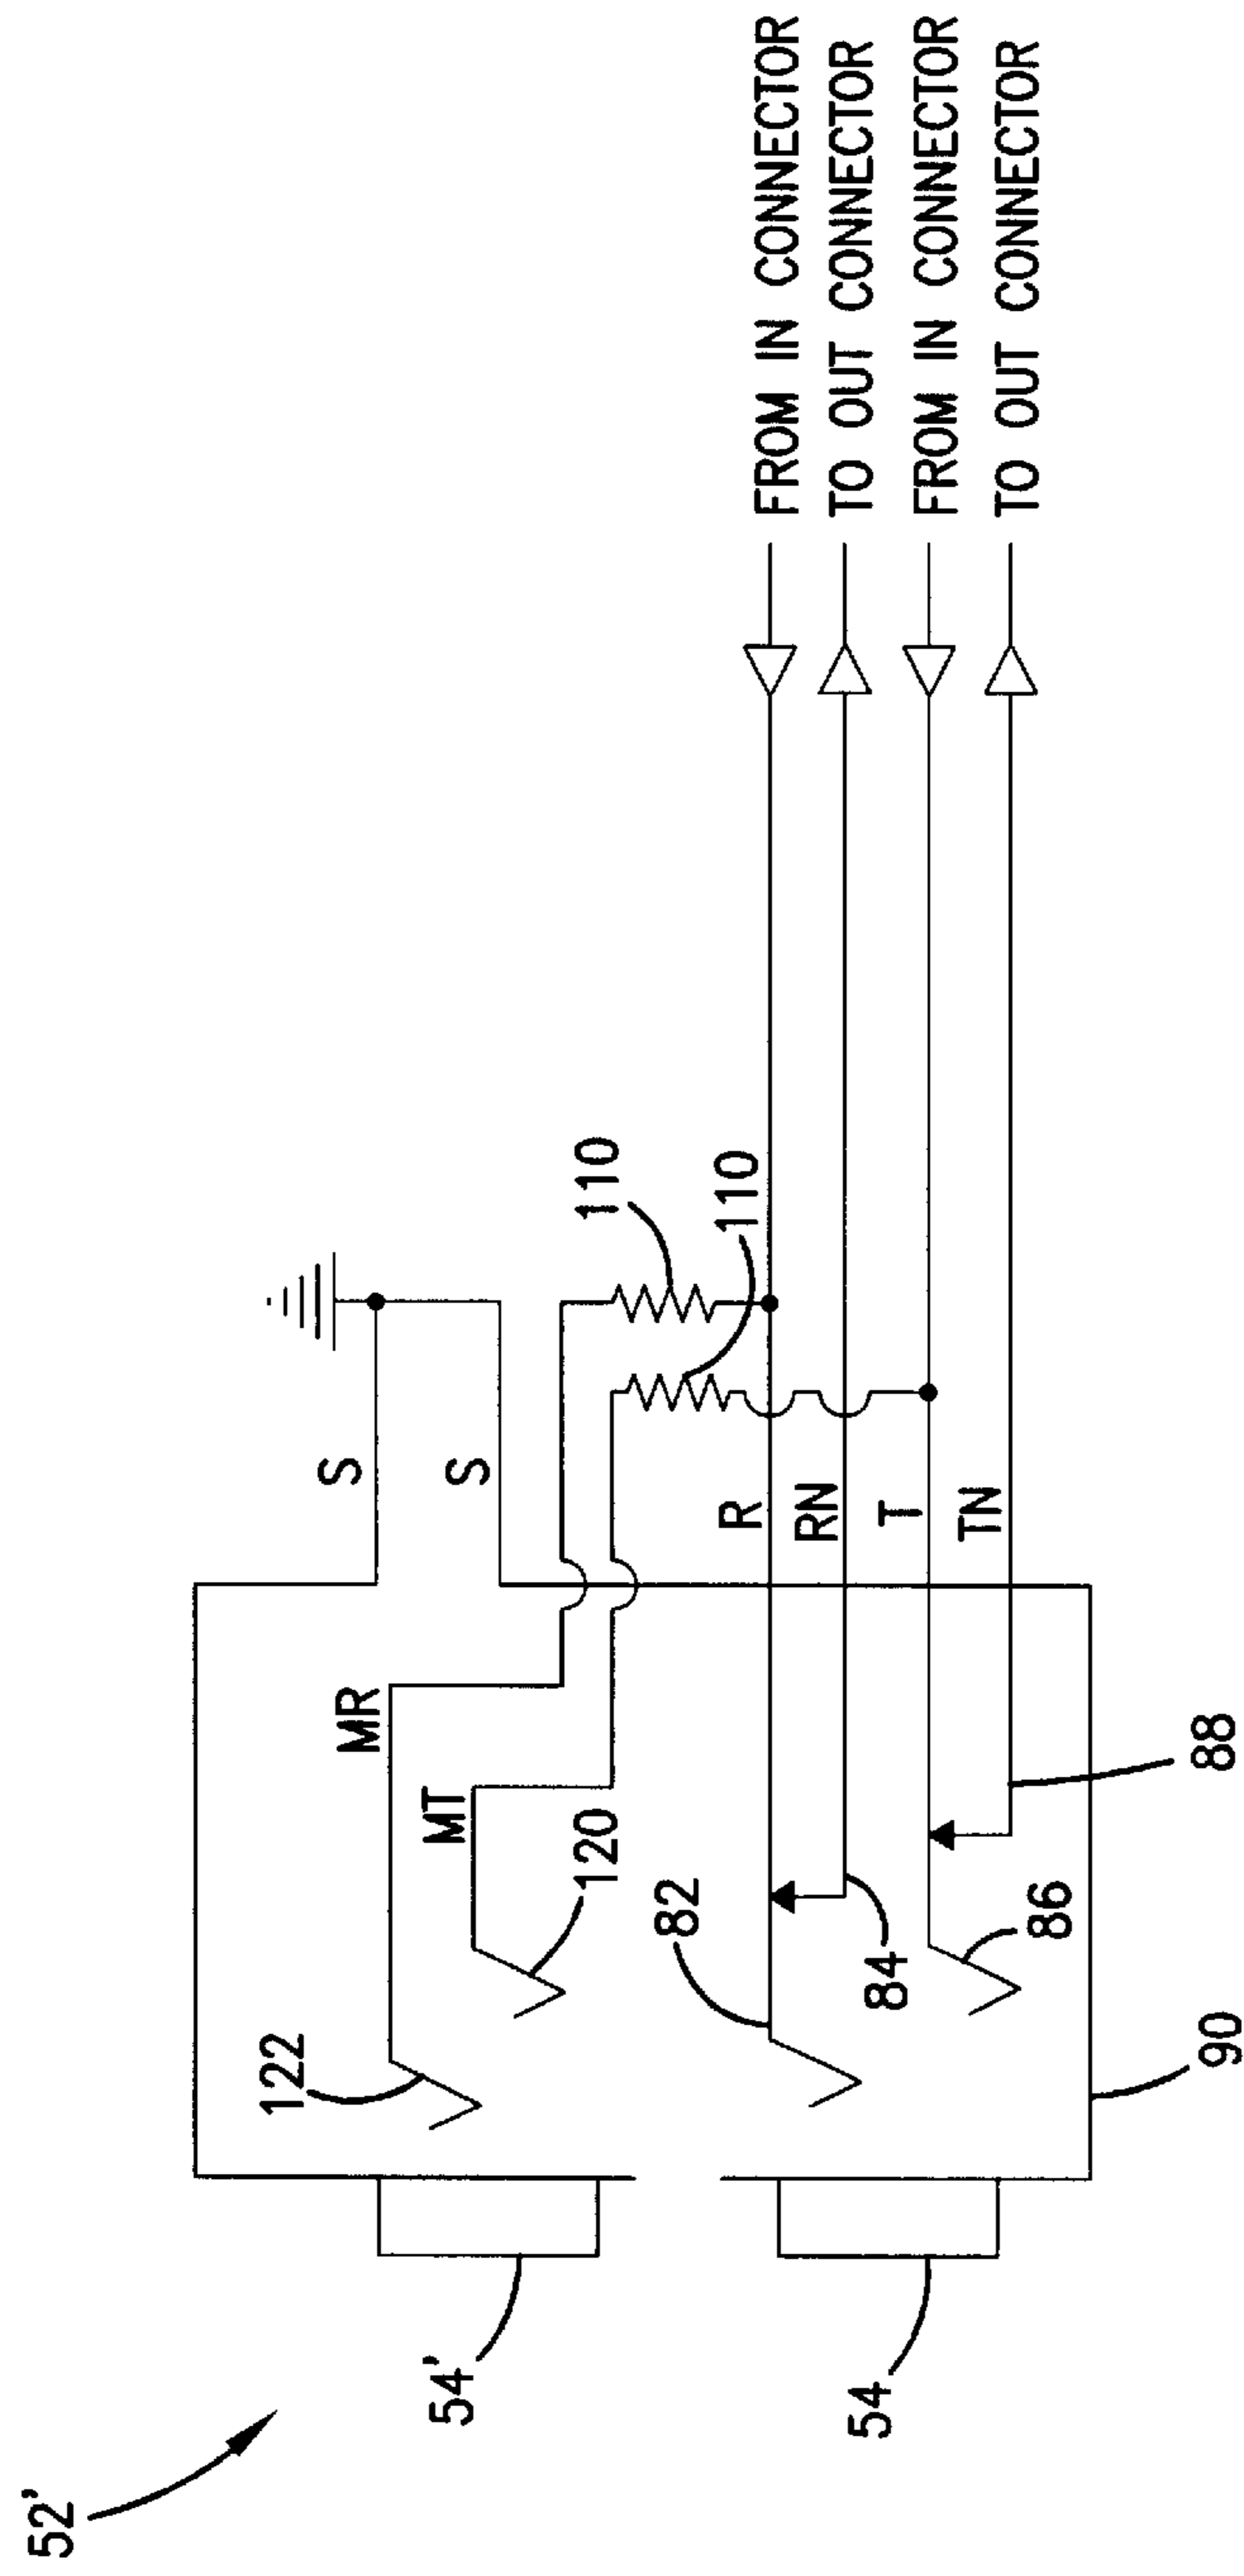 52'
54'
54
122
120
MR
MT
S
S
110
110
82
84
86
88
90
R
RN
T
TN
FROM IN CONNECTOR
TO OUT CONNECTOR
FROM IN CONNECTOR
TO OUT CONNECTOR